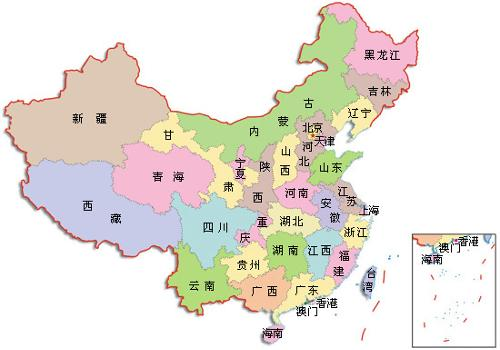 黑龙江
吉林
辽宁
内蒙古
新疆
甘肃
北京
天津
河北
山西
陕西
宁夏
青海
山东
河南
西藏
江苏
安徽
上海
四川
重庆
湖北
浙江
湖南
江西
福建
贵州
云南
广西
广东
台湾
香港
澳门
海南
香港
澳门
海南